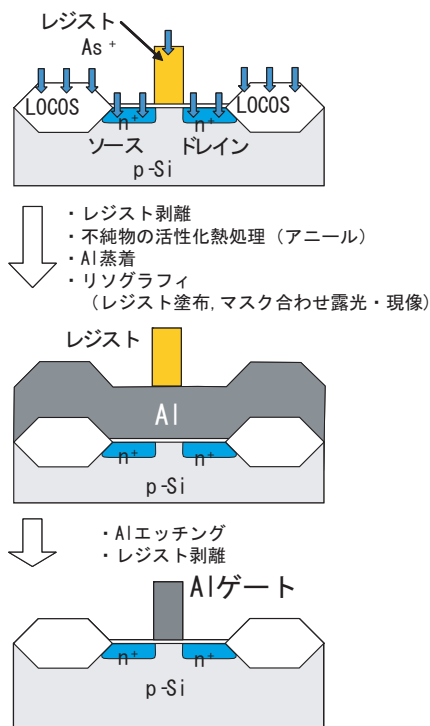 レジスト
As⁺
LOCOS
LOCOS
n⁺
n⁺
ソース
ドレイン
p-Si
・レジスト剥離
・不純物の活性化熱処理（アニール）
・Al蒸着
・リソグラフィ
（レジスト塗布,マスク合わせ露光・現像）
レジスト
Al
n⁺
n⁺
p-Si
・Alエッチング
・レジスト剥離
Alゲート
n⁺
n⁺
p-Si